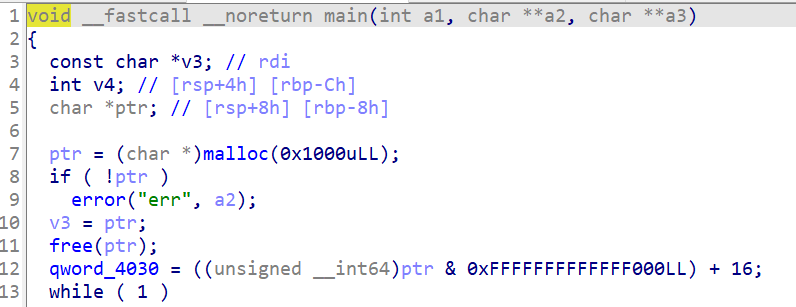 1 void __fastcall __noreturn main(int a1, char **a2, char **a3)
2 {
3 const char *v3; // rdi
4 int v4; // [rsp+4h] [rbp-Ch]
5 char *ptr; // [rsp+8h] [rbp-8h]
6
7 ptr = (char *)malloc(0x1000uLL);
8 if ( !ptr )
9 error("err", a2);
10 v3 = ptr;
11 free(ptr);
12 qword_4030 = ((unsigned __int64)ptr & 0xFFFFFFFFFFFFF000LL) + 16;
13 while ( 1 )